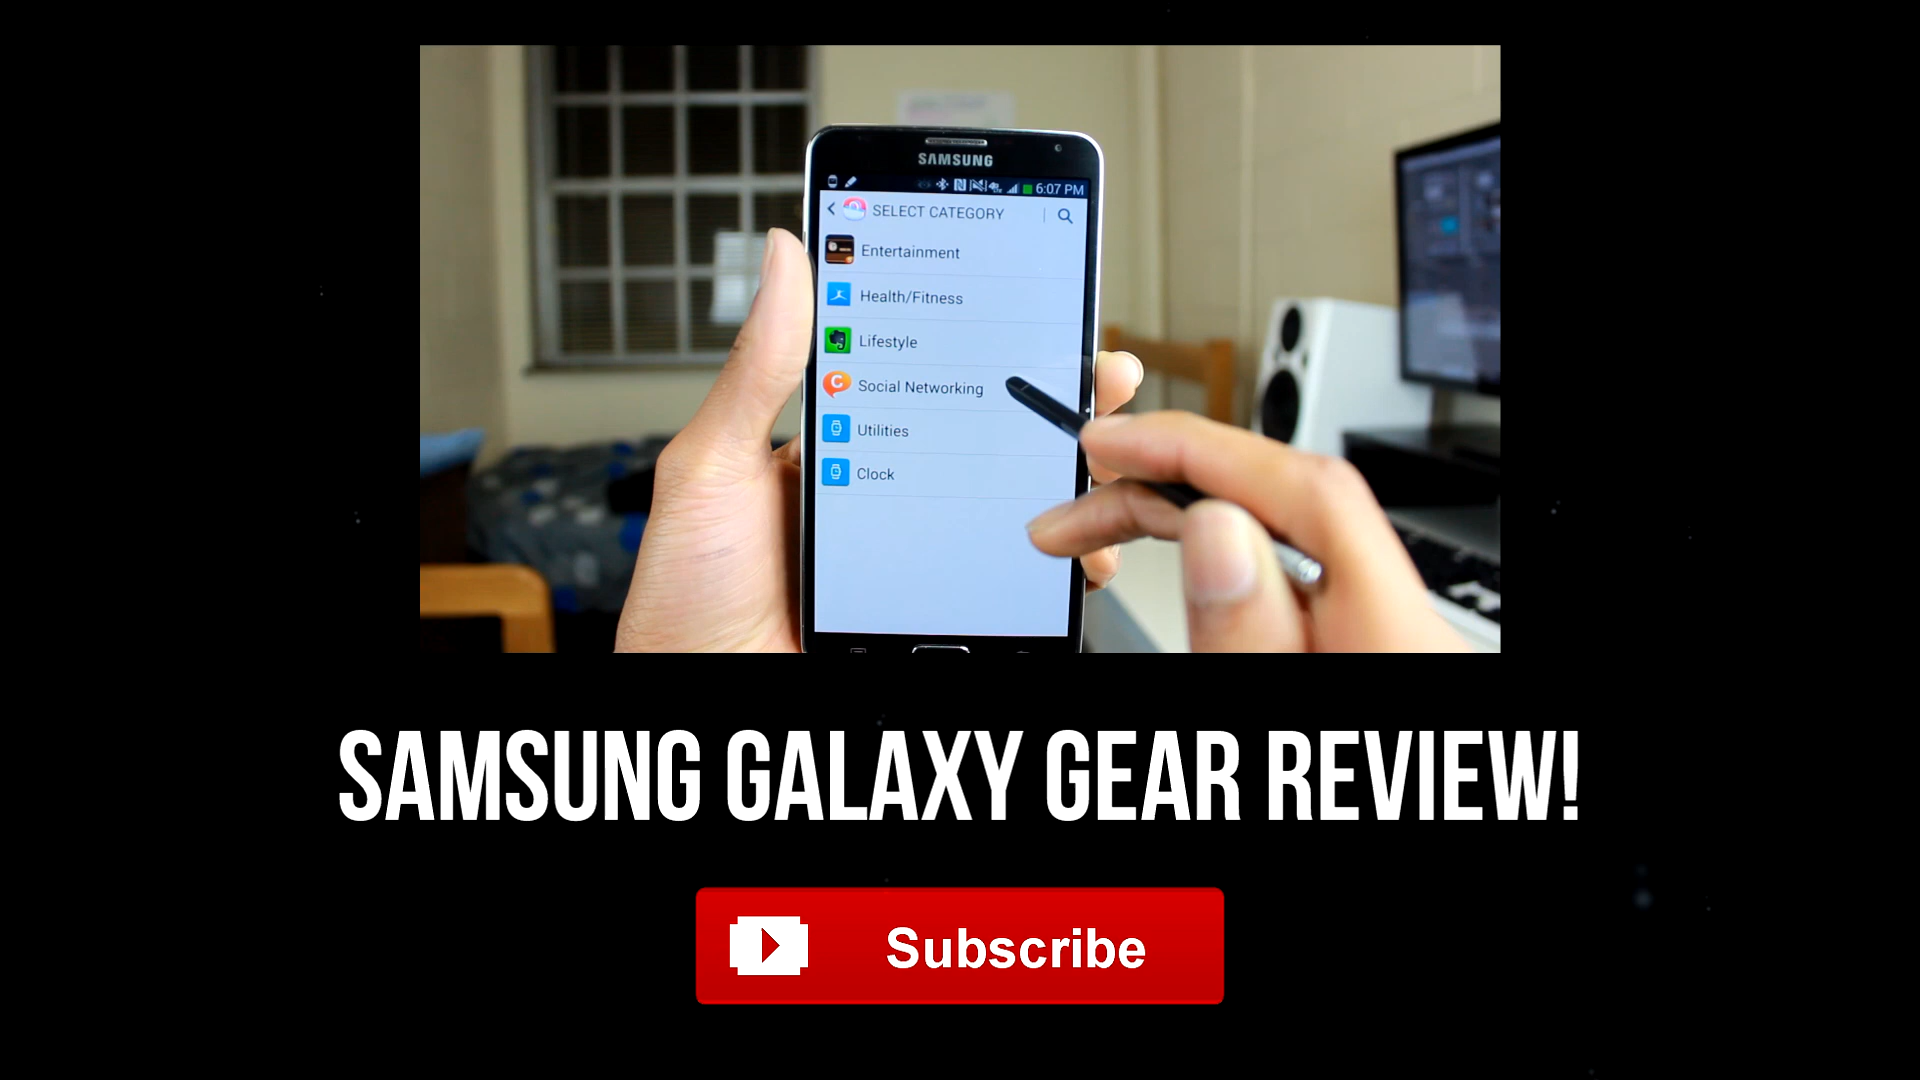 SAMSUNG
6:07 PM
SELECT CATEGORY
Entertainment
Health/Fitness
Lifestyle
C
Social Networking
Utilities
Clock
SAMSUNG GALAXY GEAR REVIEW!
Subscribe